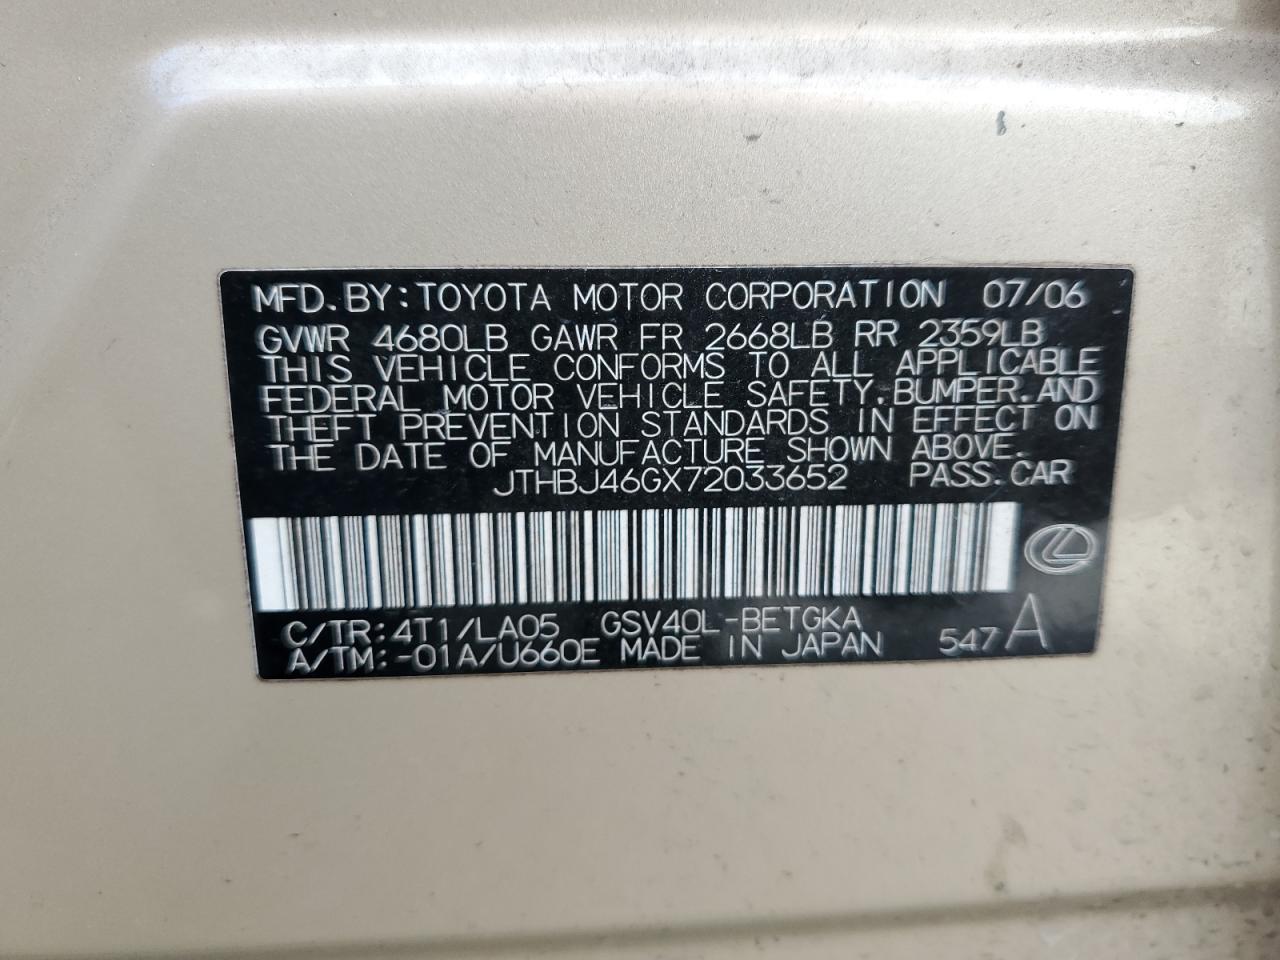 MFD.BY:TOYOTA MOTOR CORPORATION 07/06
GVWR 4680LB GAWR FR 2668LB RR 2359LB
THIS VEHICLE CONFORMS TO ALL APPLICABLE
FEDERAL MOTOR VEHICLE SAFETY.BUMPER.AND
THEFT PREVENTION STANDARDS IN EFFECT ON
THE DATE OF MANUFACTURE SHOWN ABOVE.
JTHBJ46GX72033652 PASS.CAR
C/TR:4T1/LA05 GSV40L-BETGKA
A/TM:-01A/U660E MADE IN JAPAN 547A